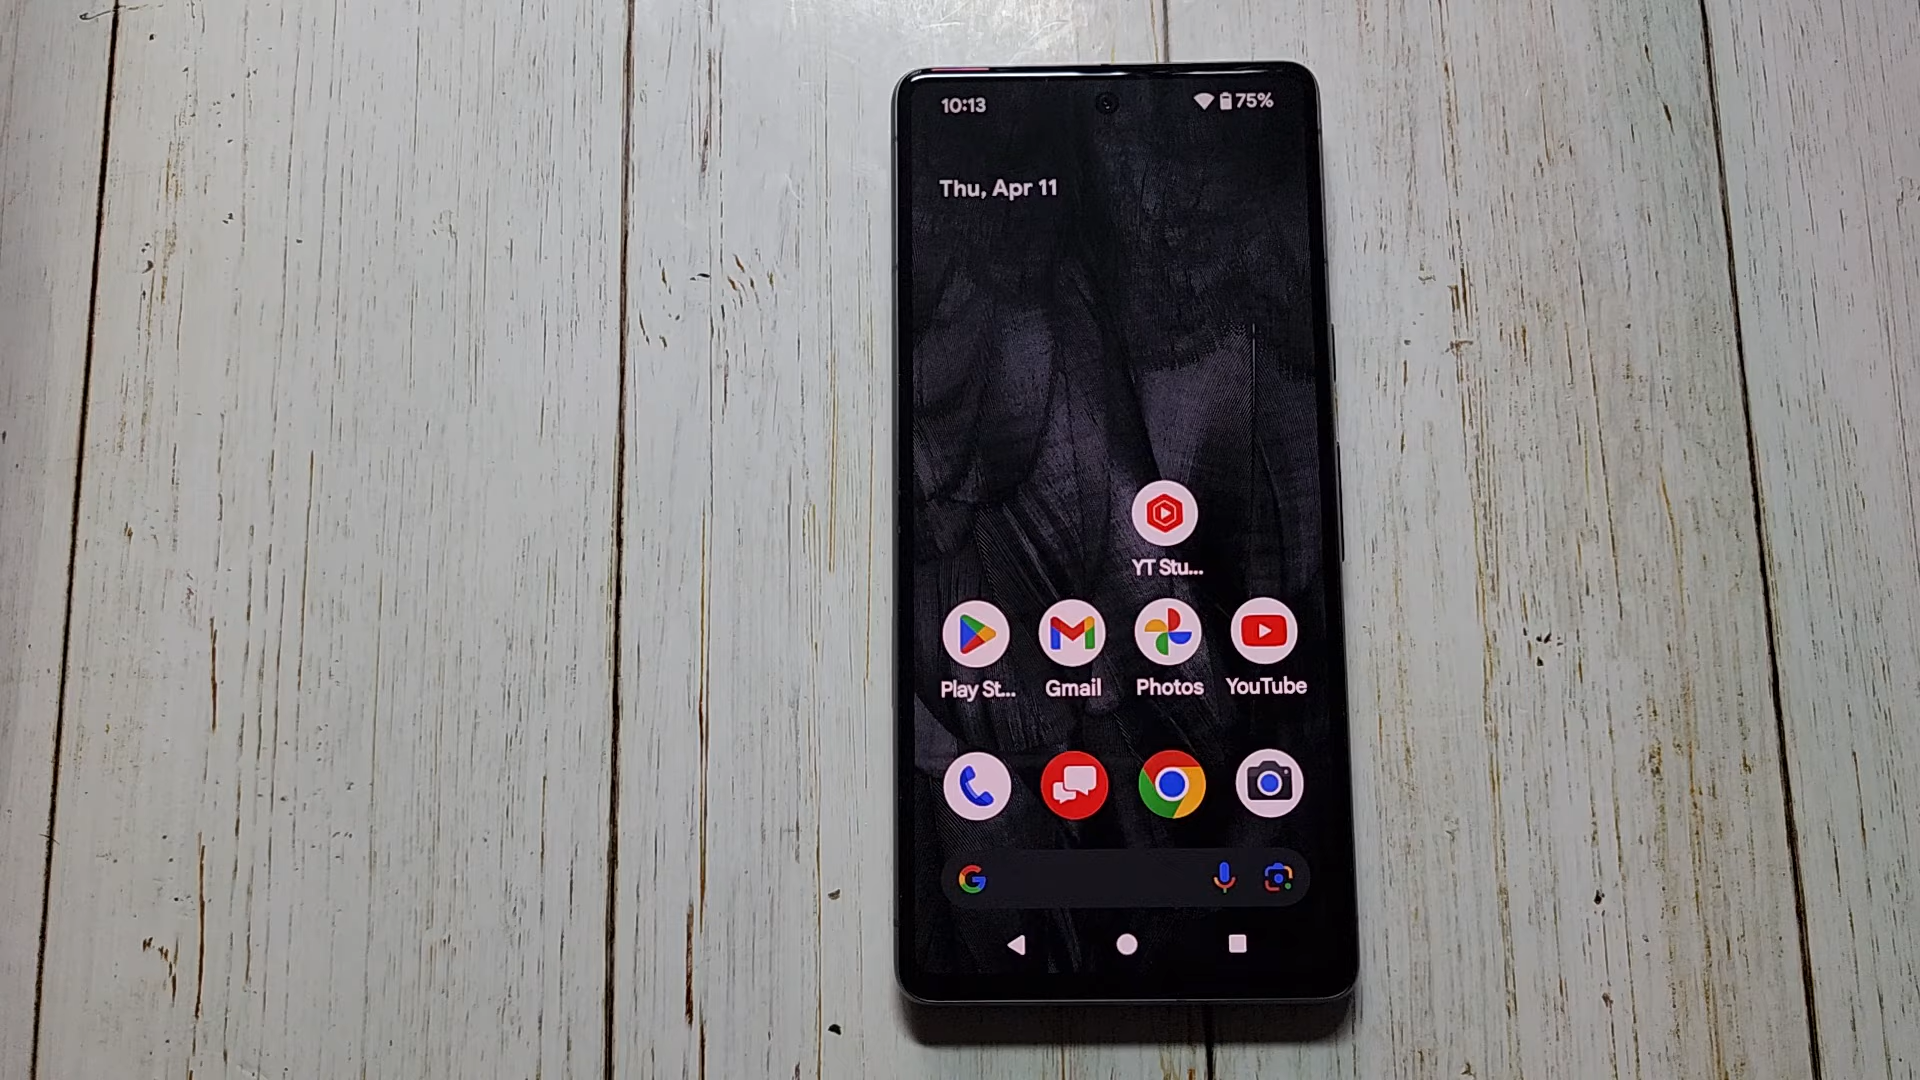 10:13
75%
Thu, Apr 11
YT Stu...
Play St...
Gmail
Photos
YouTube